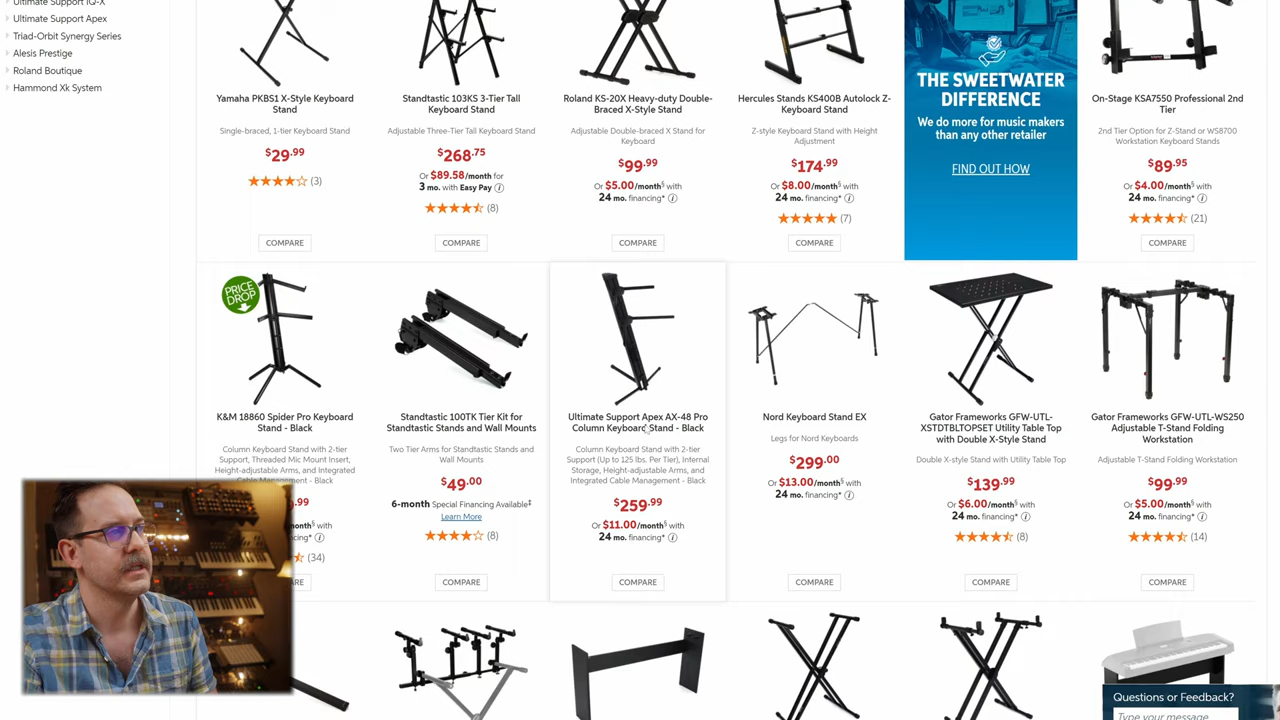 Ultimate Support IQ-X
Ultimate Support Apex
Triad-Orbit Synergy Series
Alesis Prestige
Roland Boutique
Hammond Xk System
Yamaha PKBS1 X-Style Keyboard
Stand
Single-braced, 1-tier Keyboard Stand
$29.99
(3)
COMPARE
Standtastic 103KS 3-Tier Tall
Keyboard Stand
Adjustable Three-Tier Tall Keyboard Stand
$268.75
Or $89.58/month for
3 mo. with Easy Pay
(8)
COMPARE
Roland KS-20X Heavy-duty Double-
Braced X-Style Stand
Adjustable Double-braced X Stand for
Keyboard
$99.99
Or $5.00/month§ with
24 mo. financing*
COMPARE
Hercules Stands KS400B Autolock Z-
Keyboard Stand
Z-style Keyboard Stand with Height
Adjustment
$174.99
Or $8.00/month§ with
24 mo. financing*
(7)
COMPARE
THE SWEETWATER
DIFFERENCE
We do more for music makers
than any other retailer
FIND OUT HOW
On-Stage KSA7550 Professional 2nd
Tier
2nd Tier Option for Z-Stand or WS8700
Workstation Keyboard Stands
$89.95
Or $4.00/month§ with
24 mo. financing*
(21)
COMPARE
PRICE
DROP
K&M 18860 Spider Pro Keyboard
Stand - Black
Column Keyboard Stand with 2-tier
Support, Threaded Mic Mount Insert,
Height-adjustable Arms, and Integrated
Cable Management - Black
.99
/month§ with
financing*
(34)
COMPARE
Standtastic 100TK Tier Kit for
Standtastic Stands and Wall Mounts
Two Tier Arms for Standtastic Stands and
Wall Mounts
$49.00
6-month Special Financing Available‡
Learn More
(8)
COMPARE
Ultimate Support Apex AX-48 Pro
Column Keyboard Stand - Black
Column Keyboard Stand with 2-tier
Support (Up to 125 lbs. Per Tier), Internal
Storage, Height-adjustable Arms, and
Integrated Cable Management - Black
$259.99
Or $11.00/month§ with
24 mo. financing*
COMPARE
Nord Keyboard Stand EX
Legs for Nord Keyboards
$299.00
Or $13.00/month§ with
24 mo. financing*
COMPARE
Gator Frameworks GFW-UTL-
XSTDTBLTOPSET Utility Table Top
with Double X-Style Stand
Double X-style Stand with Utility Table Top
$139.99
Or $6.00/month§ with
24 mo. financing*
(8)
COMPARE
Gator Frameworks GFW-UTL-WS250
Adjustable T-Stand Folding
Workstation
Adjustable T-Stand Folding Workstation
$99.99
Or $5.00/month§ with
24 mo. financing*
(14)
COMPARE
Questions or Feedback?
Type your message